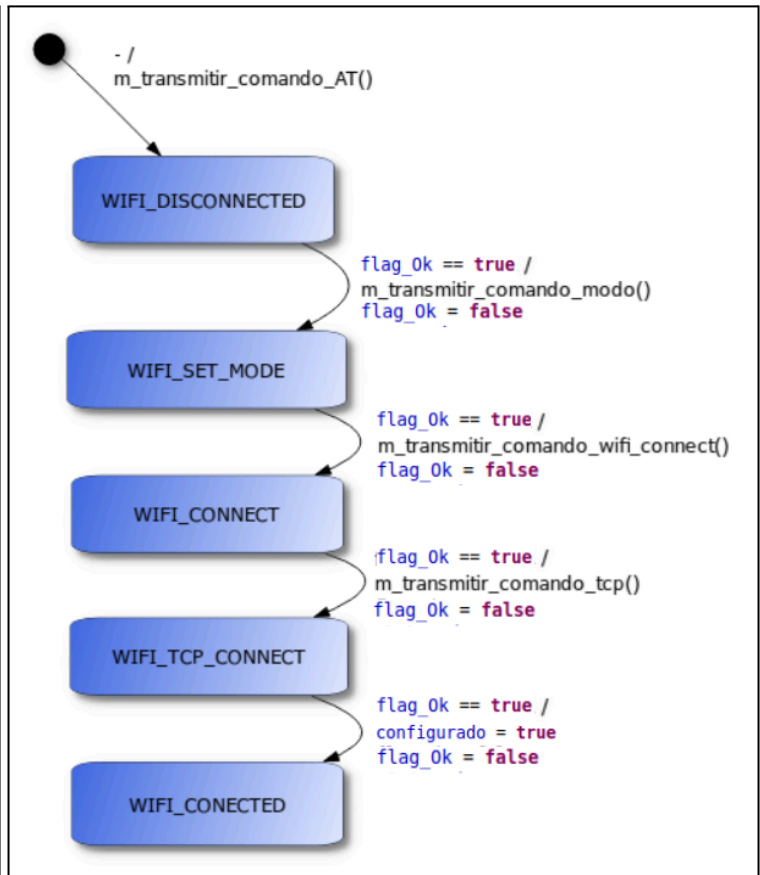 - /
m_transmitir_comando_AT()
WIFI_DISCONNECTED
flag_Ok == true /
m_transmitir_comando_modo()
flag_Ok = false
WIFI_SET_MODE
flag_Ok == true /
m_transmitir_comando_wifi_connect()
flag_Ok = false
WIFI_CONNECT
flag_Ok == true /
m_transmitir_comando_tcp()
flag_Ok = false
WIFI_TCP_CONNECT
flag_Ok == true /
configurado = true
flag_Ok = false
WIFI_CONECTED